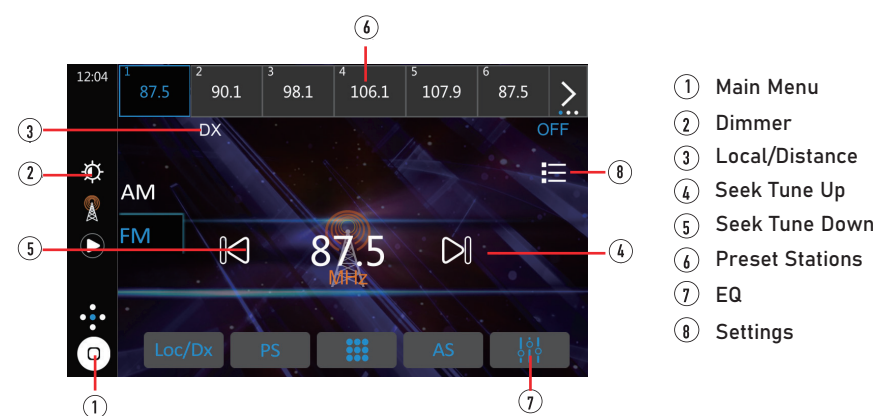 6
12:04
1 2 3 4 5 6
87.5 90.1 98.1 106.1 107.9 87.5
3 DX OFF
2 8
AM
FM
5 87.5 4
MHz
Loc/Dx PS AS
1 7
1 Main Menu
2 Dimmer
3 Local/Distance
4 Seek Tune Up
5 Seek Tune Down
6 Preset Stations
7 EQ
8 Settings